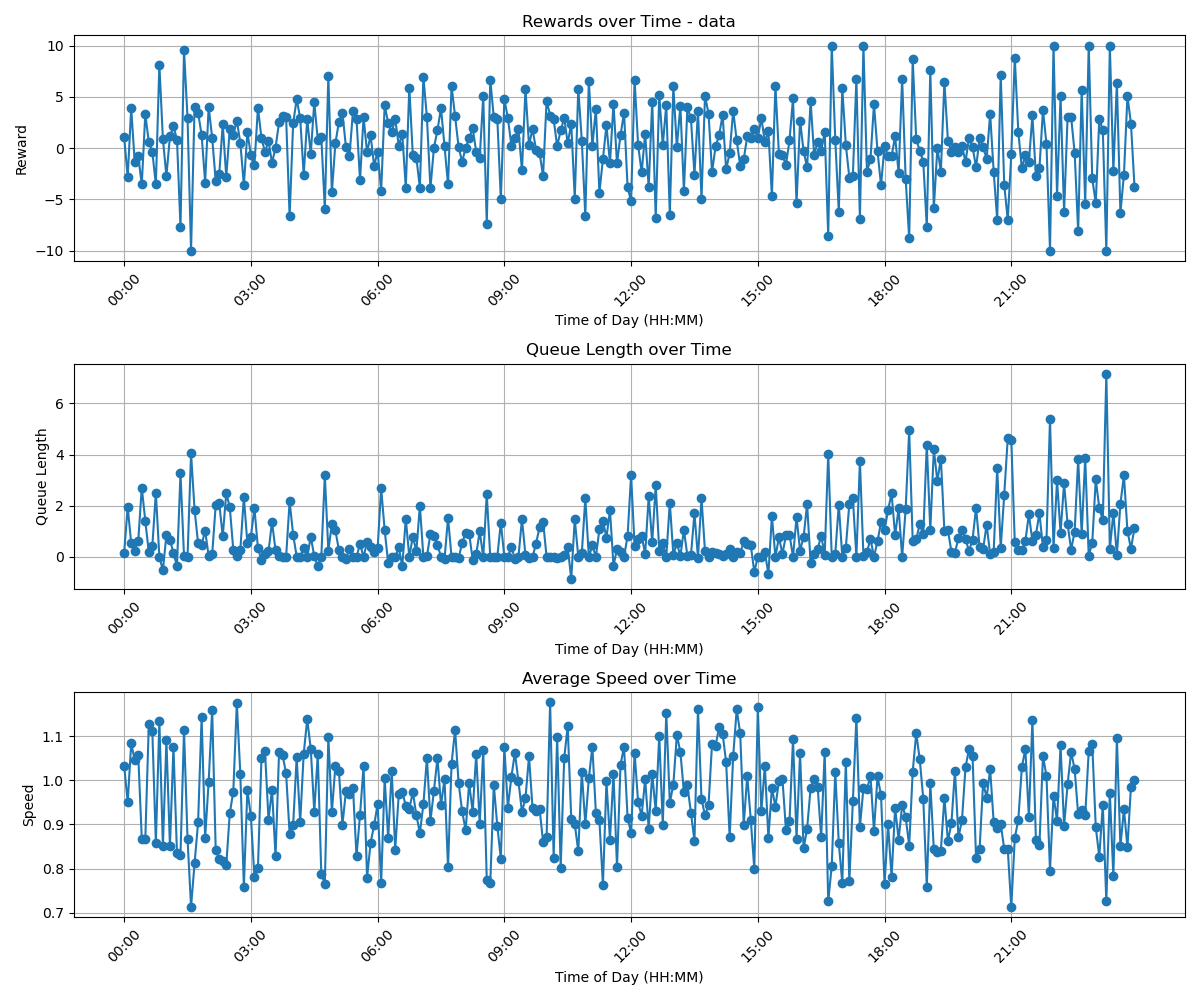 Rewards over Time - data
10
5
0
−5
−10
Reward
00:00 03:00 06:00 09:00 12:00 15:00 18:00 21:00
Time of Day (HH:MM)
Queue Length over Time
6
4
2
0
Queue Length
00:00 03:00 06:00 09:00 12:00 15:00 18:00 21:00
Time of Day (HH:MM)
Average Speed over Time
1.1
1.0
0.9
0.8
0.7
Speed
00:00 03:00 06:00 09:00 12:00 15:00 18:00 21:00
Time of Day (HH:MM)